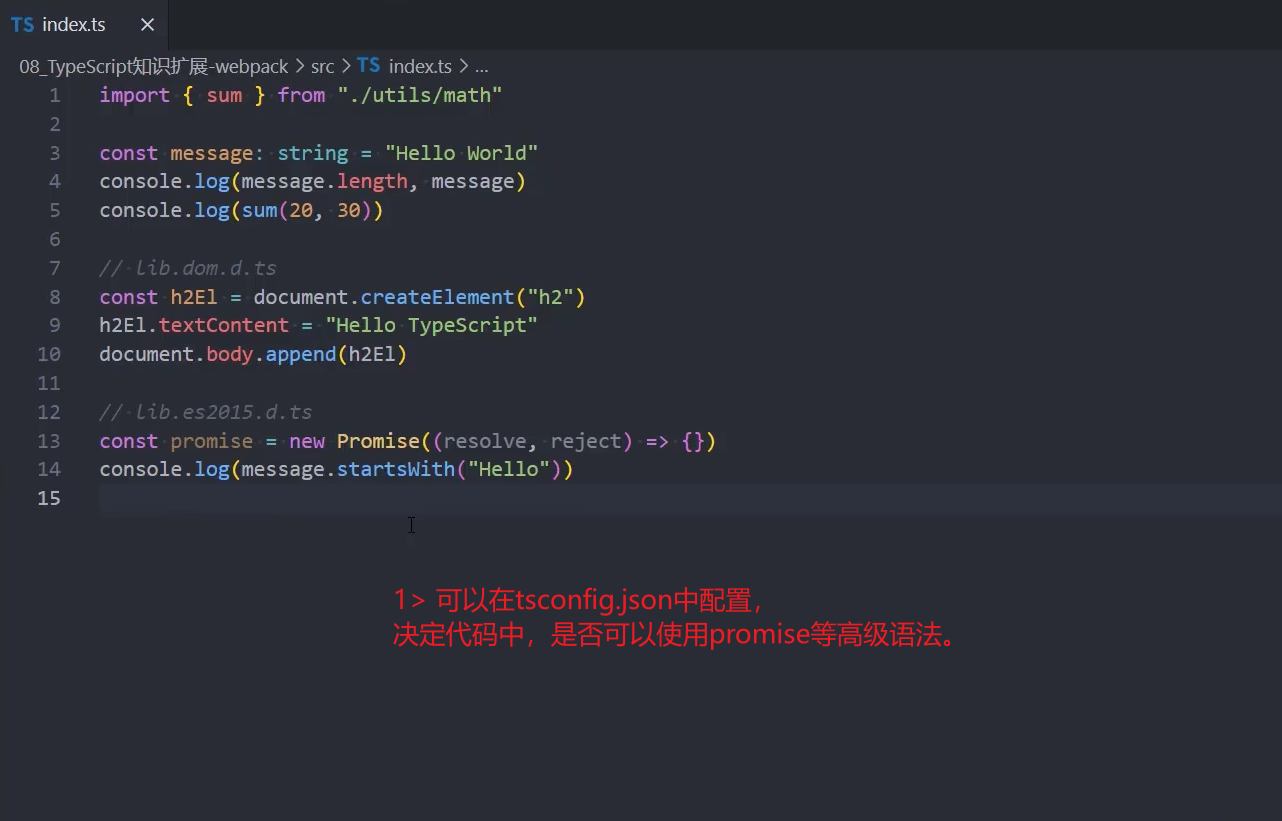 TS index.ts ×
08_TypeScript知识扩展-webpack > src > TS index.ts > ...
1 import { sum } from "./utils/math"
2
3 const message: string = "Hello World"
4 console.log(message.length, message)
5 console.log(sum(20, 30))
6
7 // lib.dom.d.ts
8 const h2El = document.createElement("h2")
9 h2El.textContent = "Hello TypeScript"
10 document.body.append(h2El)
11
12 // lib.es2015.d.ts
13 const promise = new Promise((resolve, reject) => {})
14 console.log(message.startsWith("Hello"))
15
1> 可以在tsconfig.json中配置，
决定代码中，是否可以使用promise等高级语法。